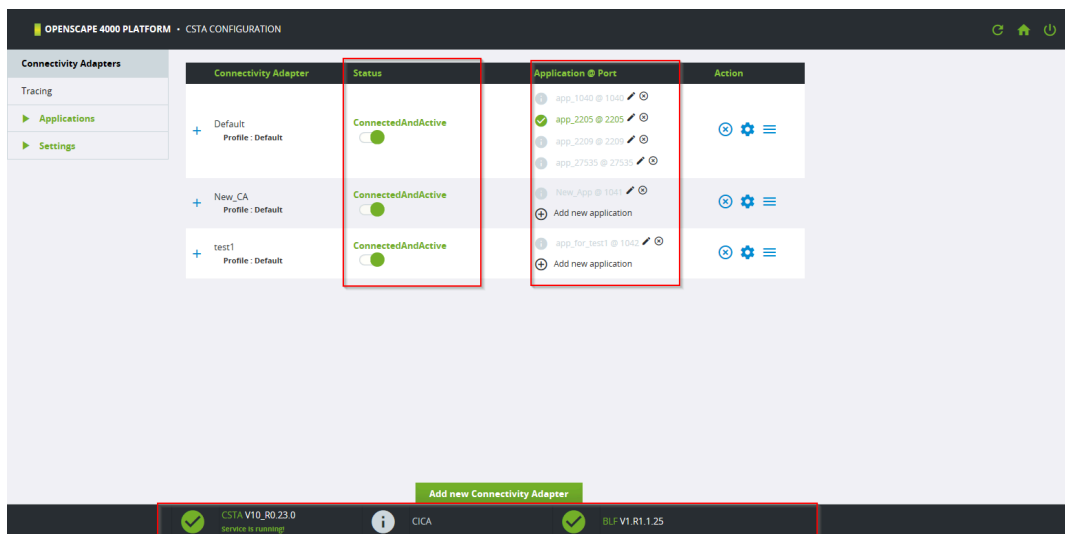 OPENSCAPE 4000 PLATFORM • CSTA CONFIGURATION
Connectivity Adapters
Tracing
Applications
Settings
Connectivity Adapter Status Application @ Port Action
Default
Profile : Default
ConnectedAndActive
app_1040 @ 1040
app_2205 @ 2205
app_2209 @ 2209
app_27535 @ 27535
New_CA
Profile : Default
ConnectedAndActive
New_App @ 1041
Add new application
test1
Profile : Default
ConnectedAndActive
app_for_test1 @ 1042
Add new application
Add new Connectivity Adapter
CSTA V10_R0.23.0
Service is running!
CICA
BLF V1.R1.1.25